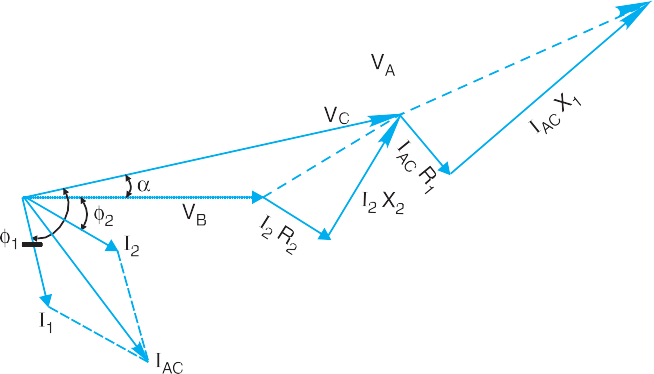 V_A
V_C
I_AC X_1
I_AC R_1
α
V_B
I_2 X_2
ϕ_2
I_2 R_2
ϕ_1
I_2
I_1
I_AC